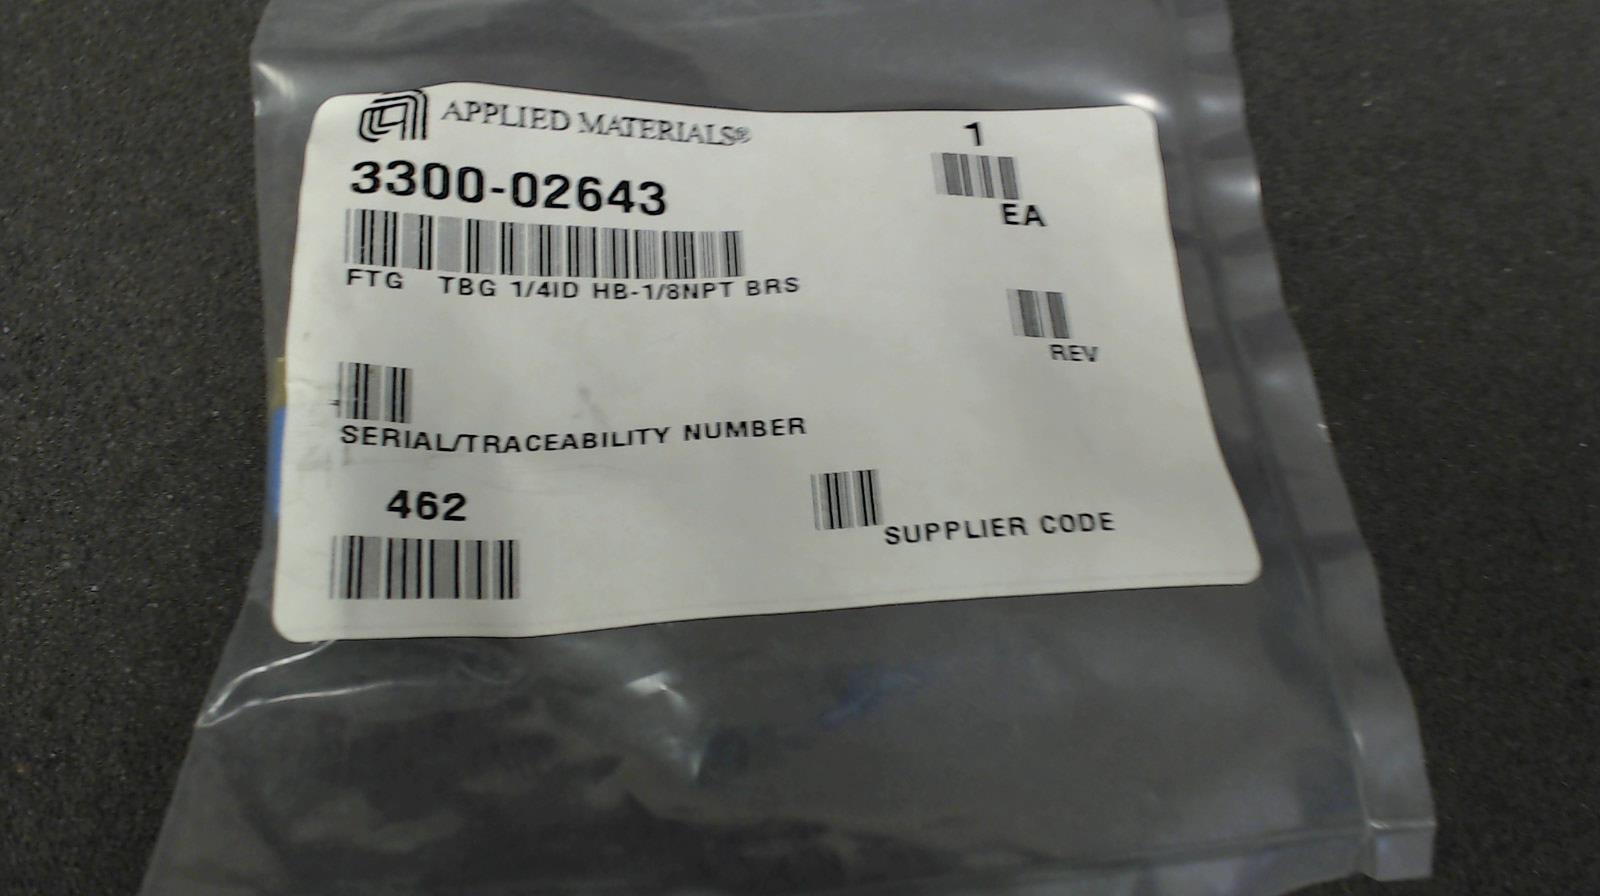 APPLIED MATERIALS®
3300-02643
1
EA
FTG TBG 1/4ID HB-1/8NPT BRS
REV
SERIAL/TRACEABILITY NUMBER
462
SUPPLIER CODE